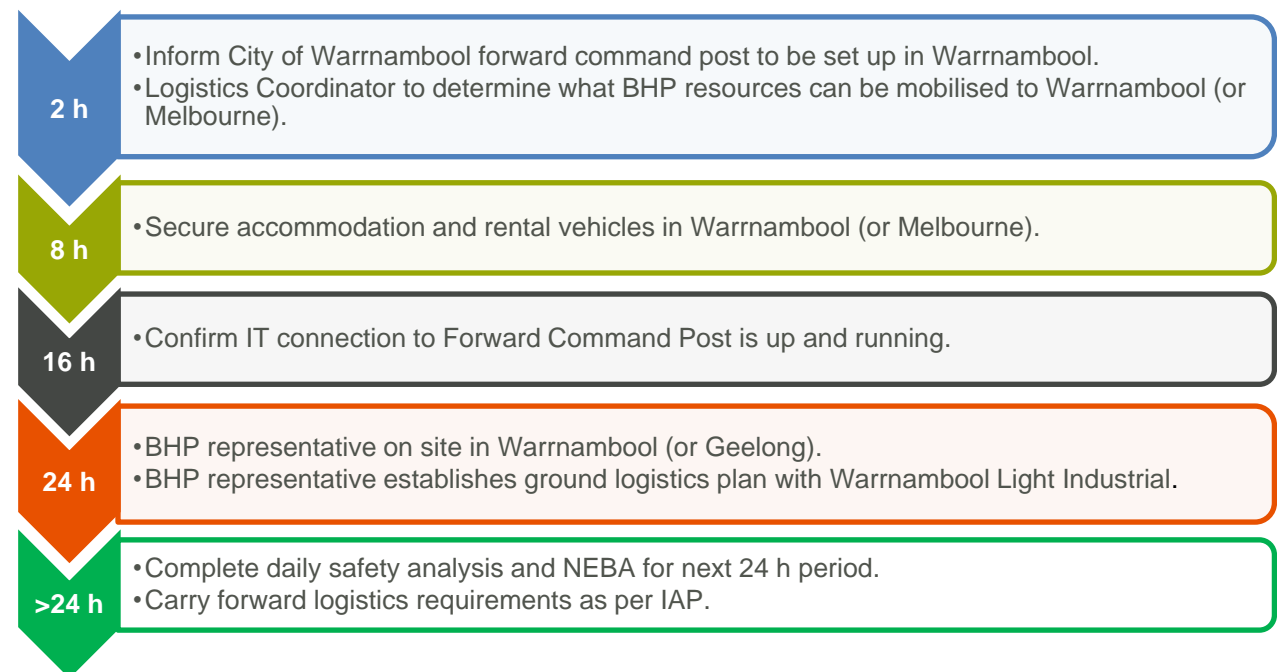 2 h
•Inform City of Warrnambool forward command post to be set up in Warrnambool.
•Logistics Coordinator to determine what BHP resources can be mobilised to Warrnambool (or
Melbourne).
8 h
•Secure accommodation and rental vehicles in Warrnambool (or Melbourne).
16 h
•Confirm IT connection to Forward Command Post is up and running.
24 h
•BHP representative on site in Warrnambool (or Geelong).
•BHP representative establishes ground logistics plan with Warrnambool Light Industrial.
>24 h
•Complete daily safety analysis and NEBA for next 24 h period.
•Carry forward logistics requirements as per IAP.